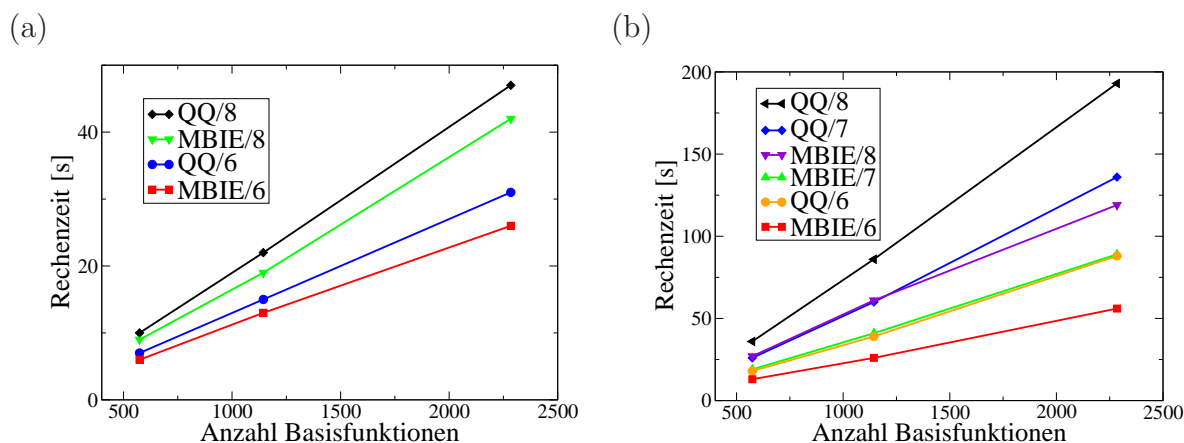 (a)
40
20
0
Rechenzeit [s]
QQ/8
MBIE/8
QQ/6
MBIE/6
500 1000 1500 2000 2500
Anzahl Basisfunktionen
(b)
200
150
100
50
0
Rechenzeit [s]
QQ/8
QQ/7
MBIE/8
MBIE/7
QQ/6
MBIE/6
500 1000 1500 2000 2500
Anzahl Basisfunktionen